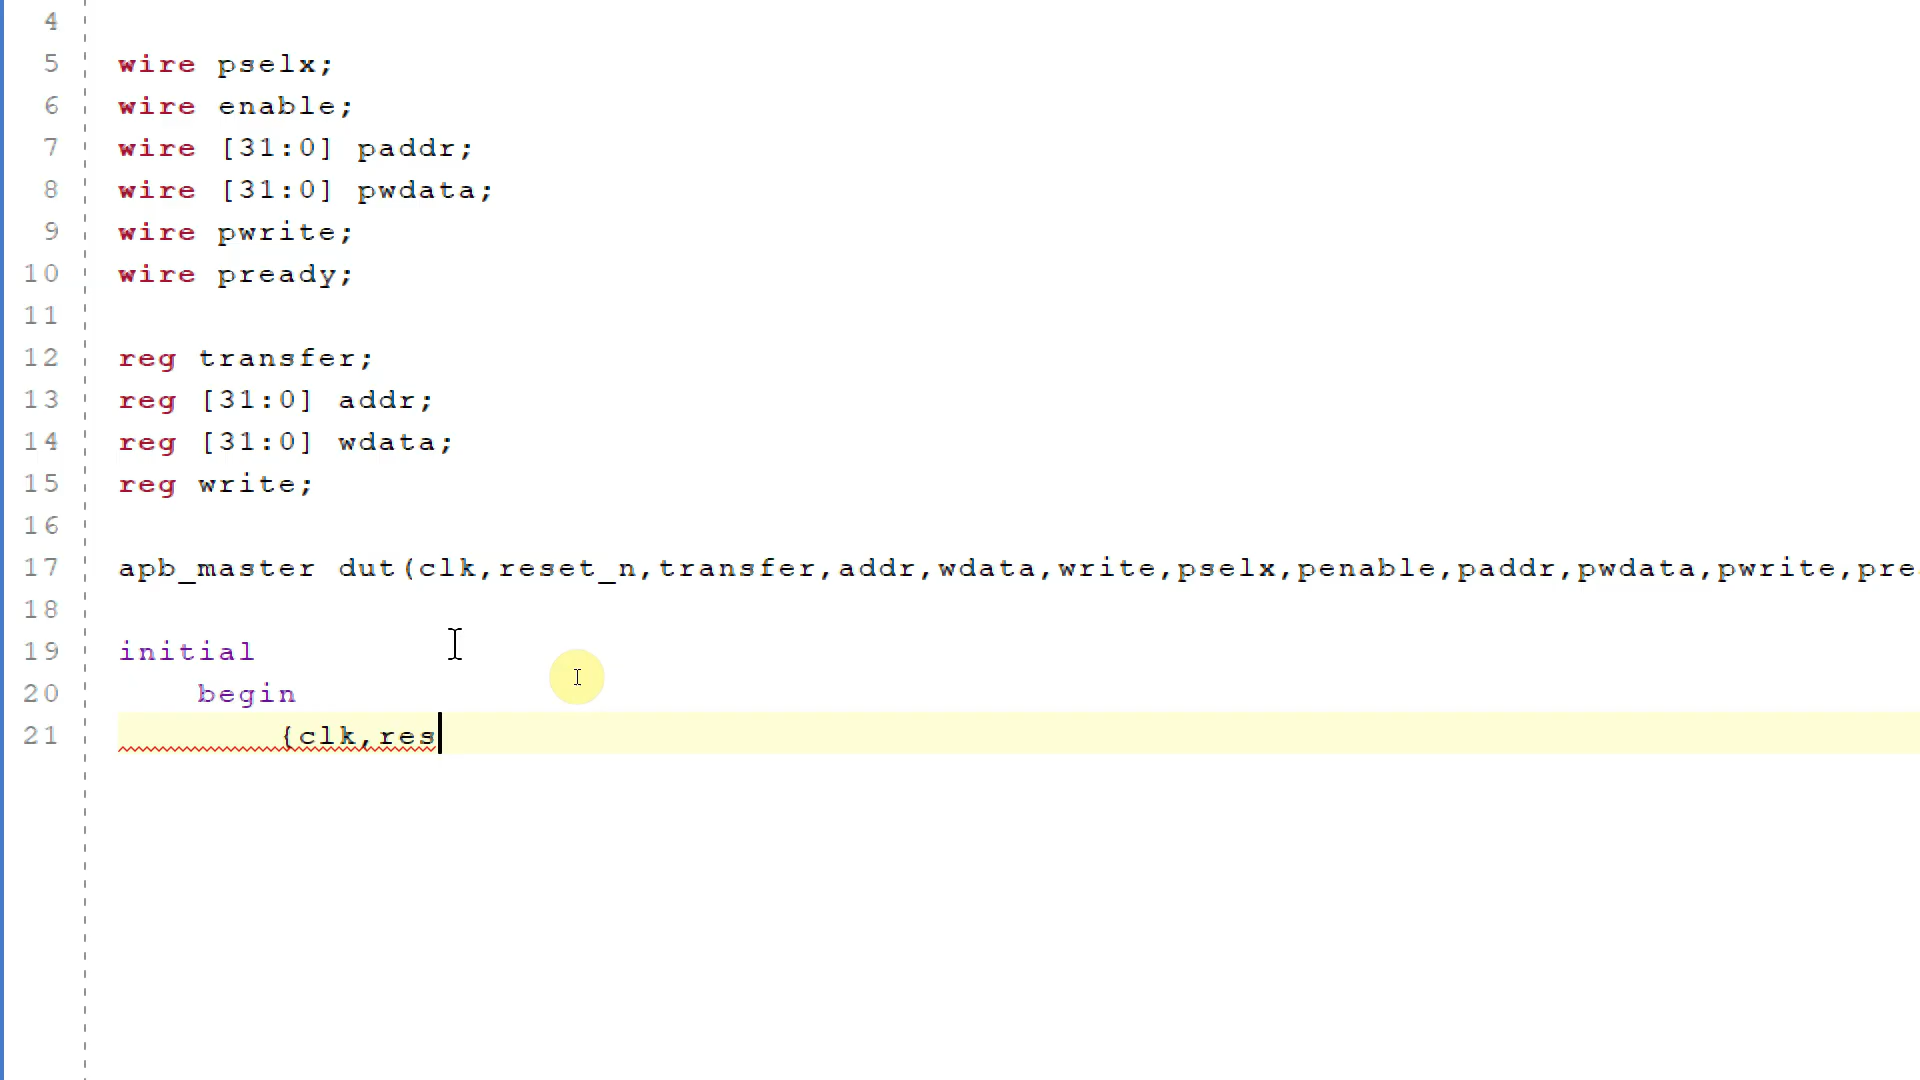 4
5 wire pselx;
6 wire enable;
7 wire [31:0] paddr;
8 wire [31:0] pwdata;
9 wire pwrite;
10 wire pready;
11
12 reg transfer;
13 reg [31:0] addr;
14 reg [31:0] wdata;
15 reg write;
16
17 apb_master dut(clk,reset_n,transfer,addr,wdata,write,pselx,penable,paddr,pwdata,pwrite,pre
18
19 initial
20 begin
21 {clk,res